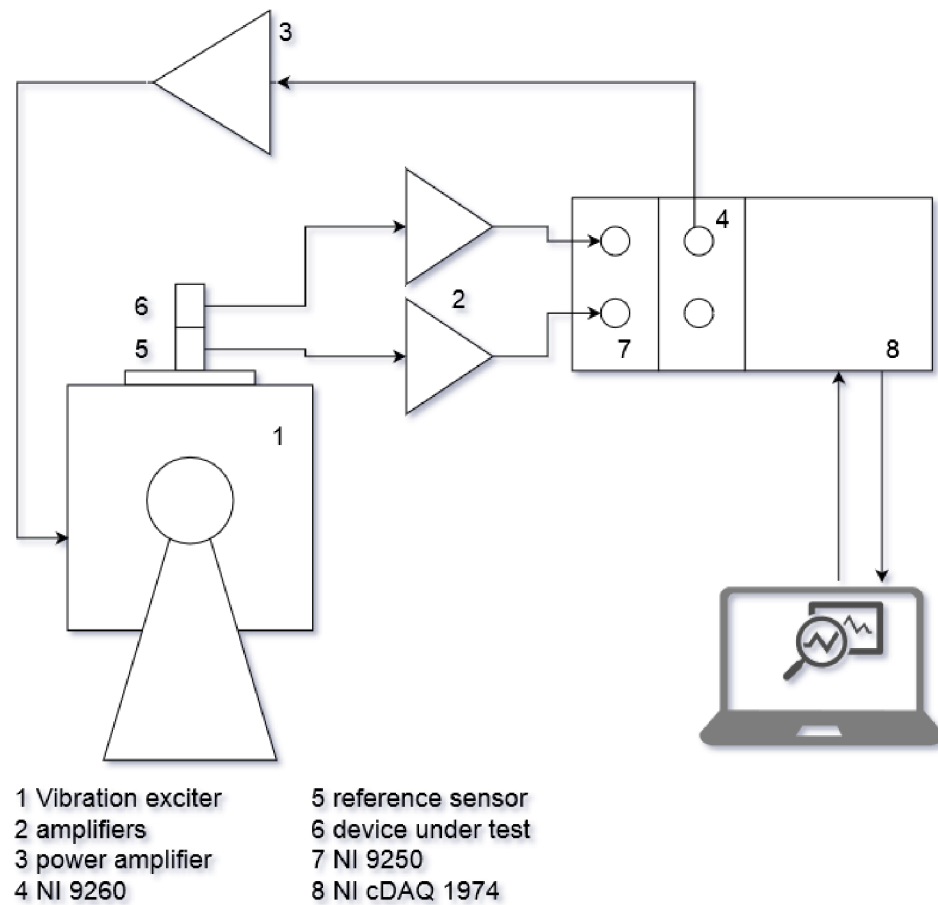 3
4
6
2
5
7
8
1
1 Vibration exciter
2 amplifiers
3 power amplifier
4 NI 9260
5 reference sensor
6 device under test
7 NI 9250
8 NI cDAQ 1974